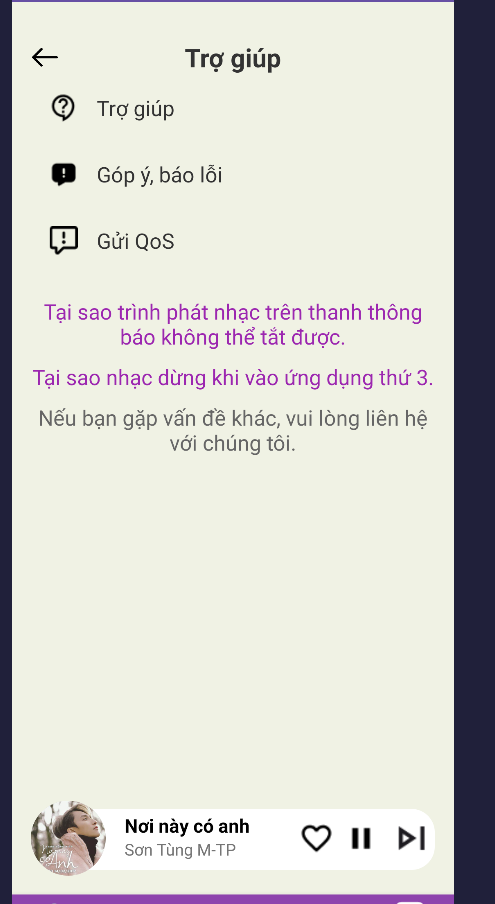 Trợ giúp
Trợ giúp
Góp ý, báo lỗi
Gửi QoS
Tại sao trình phát nhạc trên thanh thông
báo không thể tắt được.
Tại sao nhạc dừng khi vào ứng dụng thứ 3.
Nếu bạn gặp vấn đề khác, vui lòng liên hệ
với chúng tôi.
Nơi này có anh
Sơn Tùng M-TP